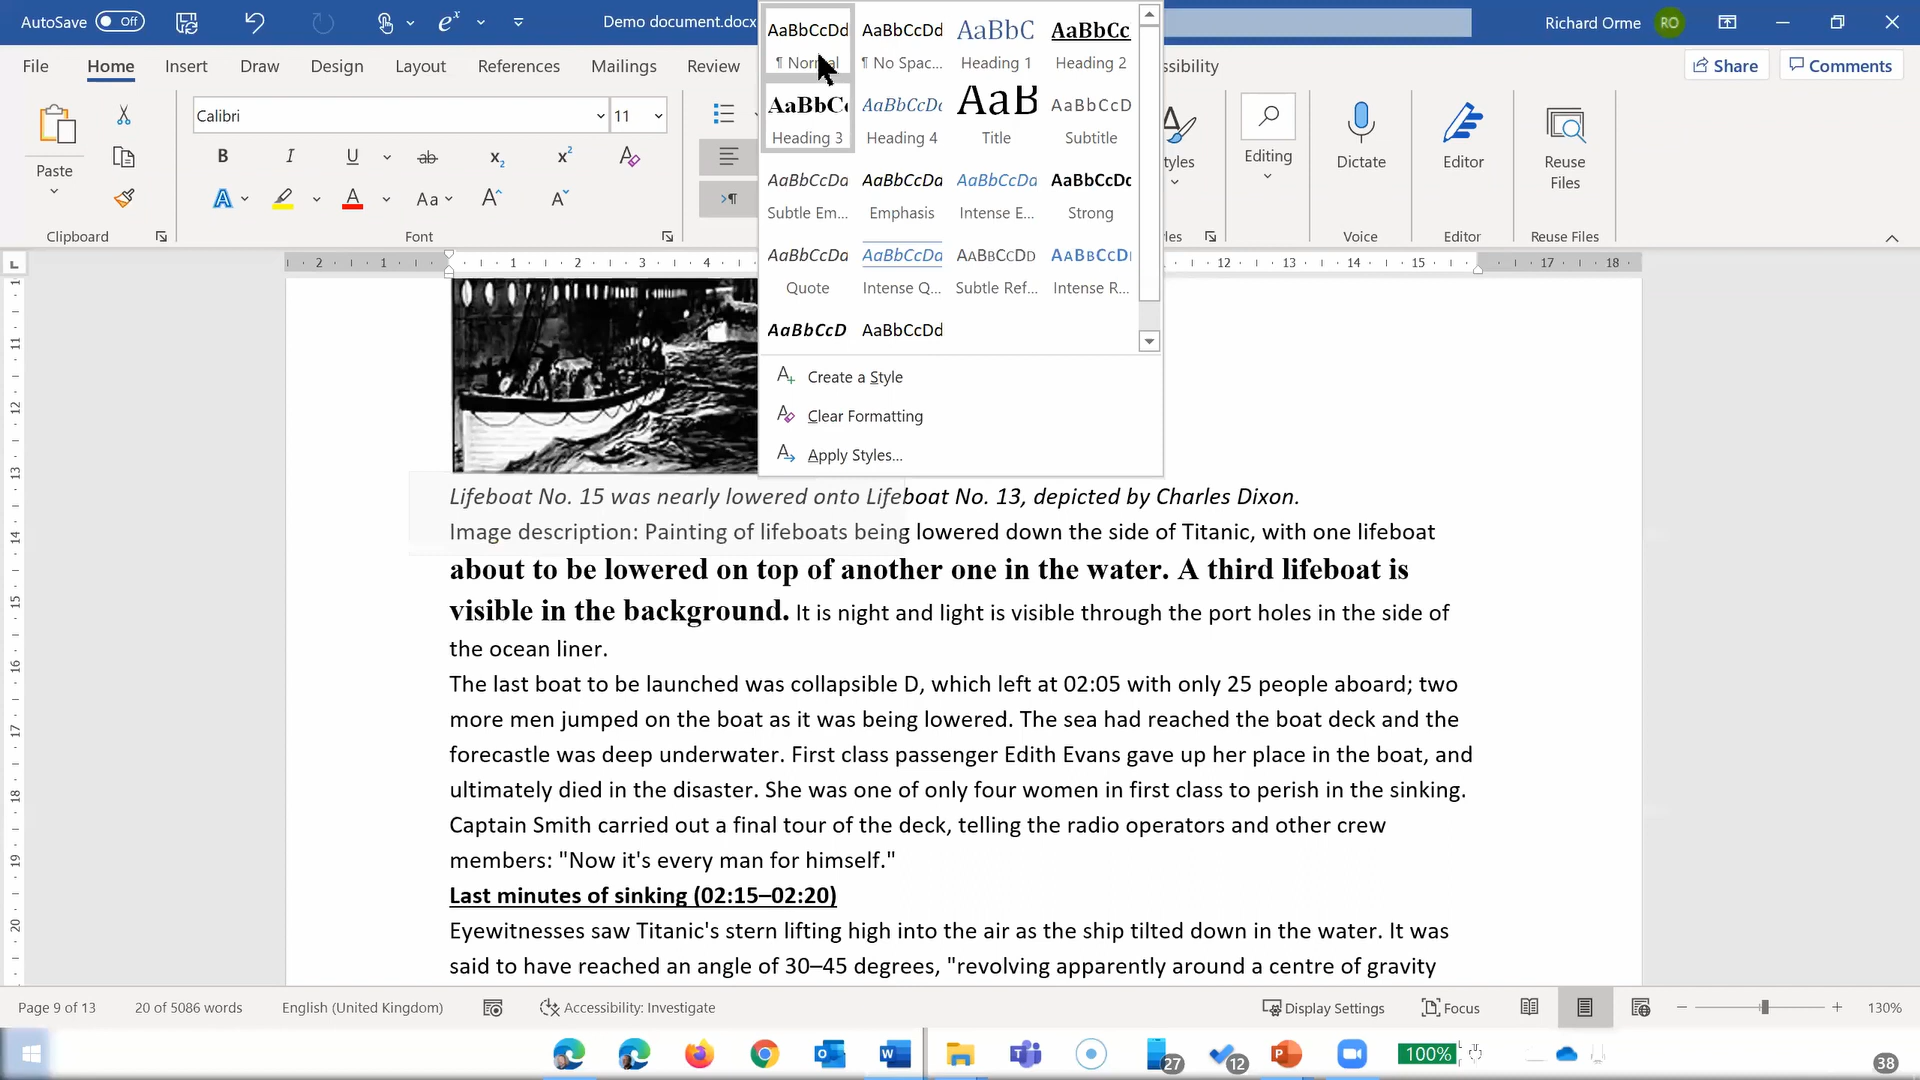 AutoSave Off
Demo document.docx
Richard Orme RO
File Home Insert Draw Design Layout References Mailings Review
Share Comments
Calibri 11
Paste
Clipboard
Font
Editing
Dictate
Editor
Reuse Files
Voice
Editor
Reuse Files
AaBbCcDd AaBbCcDd AaBbC AaBbCc
¶ No Spac... Heading 1 Heading 2
AaB AaBbCcD
Heading 3 Heading 4 Title Subtitle
Subtle Em... Emphasis Intense E... Strong
Quote Intense Q... Subtle Ref... Intense R...
AaBbCcD AaBbCcDd
Create a Style
Clear Formatting
Apply Styles...
Lifeboat No. 15 was nearly lowered onto Lifeboat No. 13, depicted by Charles Dixon.
Image description: Painting of lifeboats being lowered down the side of Titanic, with one lifeboat
about to be lowered on top of another one in the water. A third lifeboat is
visible in the background. It is night and light is visible through the port holes in the side of
the ocean liner.
The last boat to be launched was collapsible D, which left at 02:05 with only 25 people aboard; two
more men jumped on the boat as it was being lowered. The sea had reached the boat deck and the
forecastle was deep underwater. First class passenger Edith Evans gave up her place in the boat, and
ultimately died in the disaster. She was one of only four women in first class to perish in the sinking.
Captain Smith carried out a final tour of the deck, telling the radio operators and other crew
members: "Now it's every man for himself."
Last minutes of sinking (02:15–02:20)
Eyewitnesses saw Titanic's stern lifting high into the air as the ship tilted down in the water. It was
said to have reached an angle of 30–45 degrees, "revolving apparently around a centre of gravity
Page 9 of 13 20 of 5086 words English (United Kingdom) Accessibility: Investigate Display Settings Focus 130%
27 12 100% 38